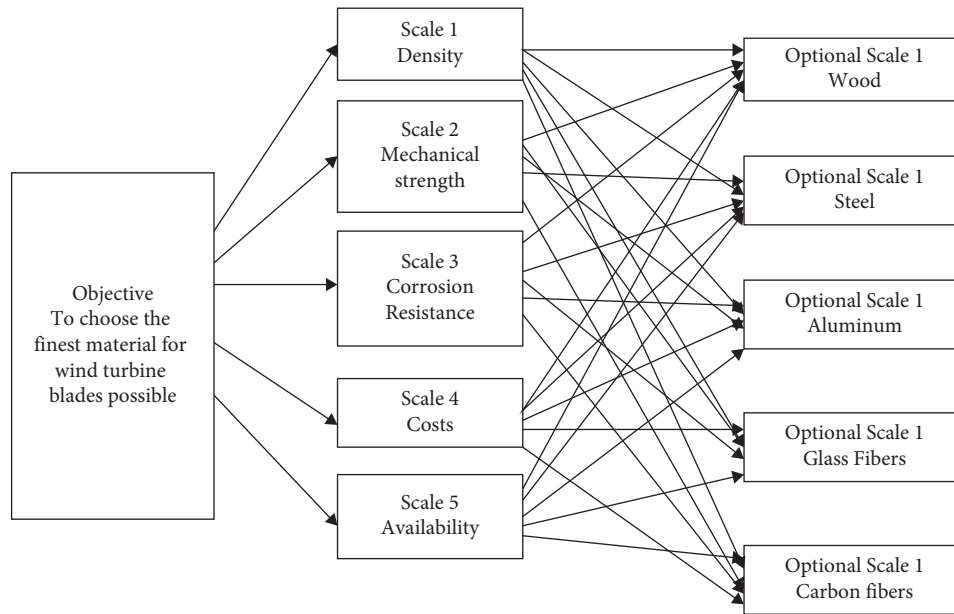 Objective
To choose the
finest material for
wind turbine
blades possible
Scale 1
Density
Scale 2
Mechanical
strength
Scale 3
Corrosion
Resistance
Scale 4
Costs
Scale 5
Availability
Optional Scale 1
Wood
Optional Scale 1
Steel
Optional Scale 1
Aluminum
Optional Scale 1
Glass Fibers
Optional Scale 1
Carbon fibers